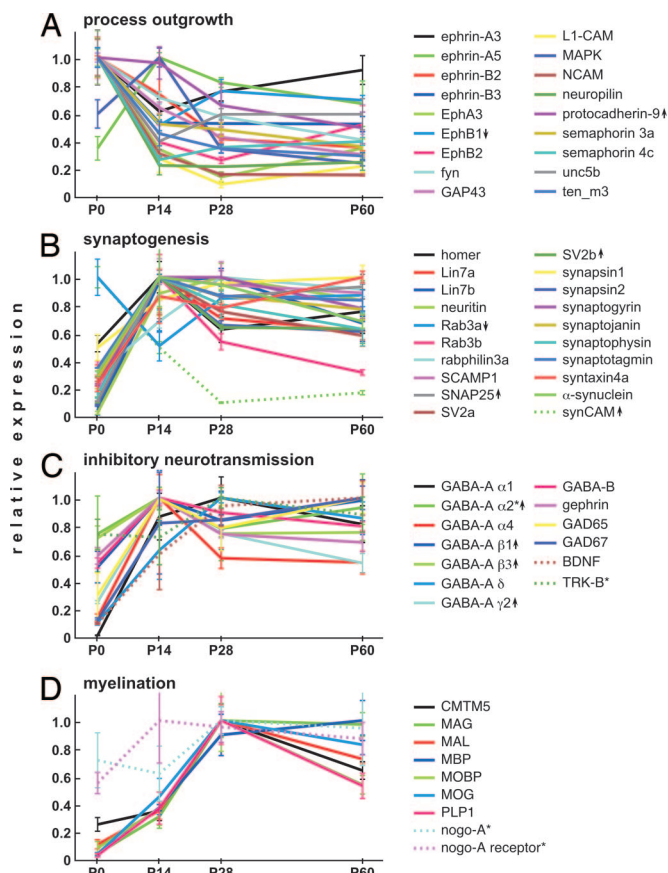 A process outgrowth
1.0
0.8
0.6
0.4
0.2
0
P0 P14 P28 P60
ephrin-A3
ephrin-A5
ephrin-B2
ephrin-B3
EphA3
EphB1↓
EphB2
fyn
GAP43
L1-CAM
MAPK
NCAM
neuropilin
protocadherin-9↑
semaphorin 3a
semaphorin 4c
unc5b
ten_m3
B synaptogenesis
1.0
0.8
0.6
0.4
0.2
0
P0 P14 P28 P60
homer
Lin7a
Lin7b
neuritin
Rab3a↓
Rab3b
rabphilin3a
SCAMP1
SNAP25↑
SV2a
SV2b↑
synapsin1
synapsin2
synaptogyrin
synaptojanin
synaptophysin
synaptotagmin
syntaxin4a
α-synuclein
synCAM↑
relative expression
C inhibitory neurotransmission
1.0
0.8
0.6
0.4
0.2
0
P0 P14 P28 P60
GABA-A α1
GABA-A α2*↑
GABA-A α4
GABA-A β1↑
GABA-A β3↑
GABA-A δ
GABA-A γ2↑
GABA-B
gephrin
GAD65
GAD67
BDNF
TRK-B*
D myelination
1.0
0.8
0.6
0.4
0.2
0
P0 P14 P28 P60
CMTM5
MAG
MAL
MBP
MOBP
MOG
PLP1
nogo-A*
nogo-A receptor*